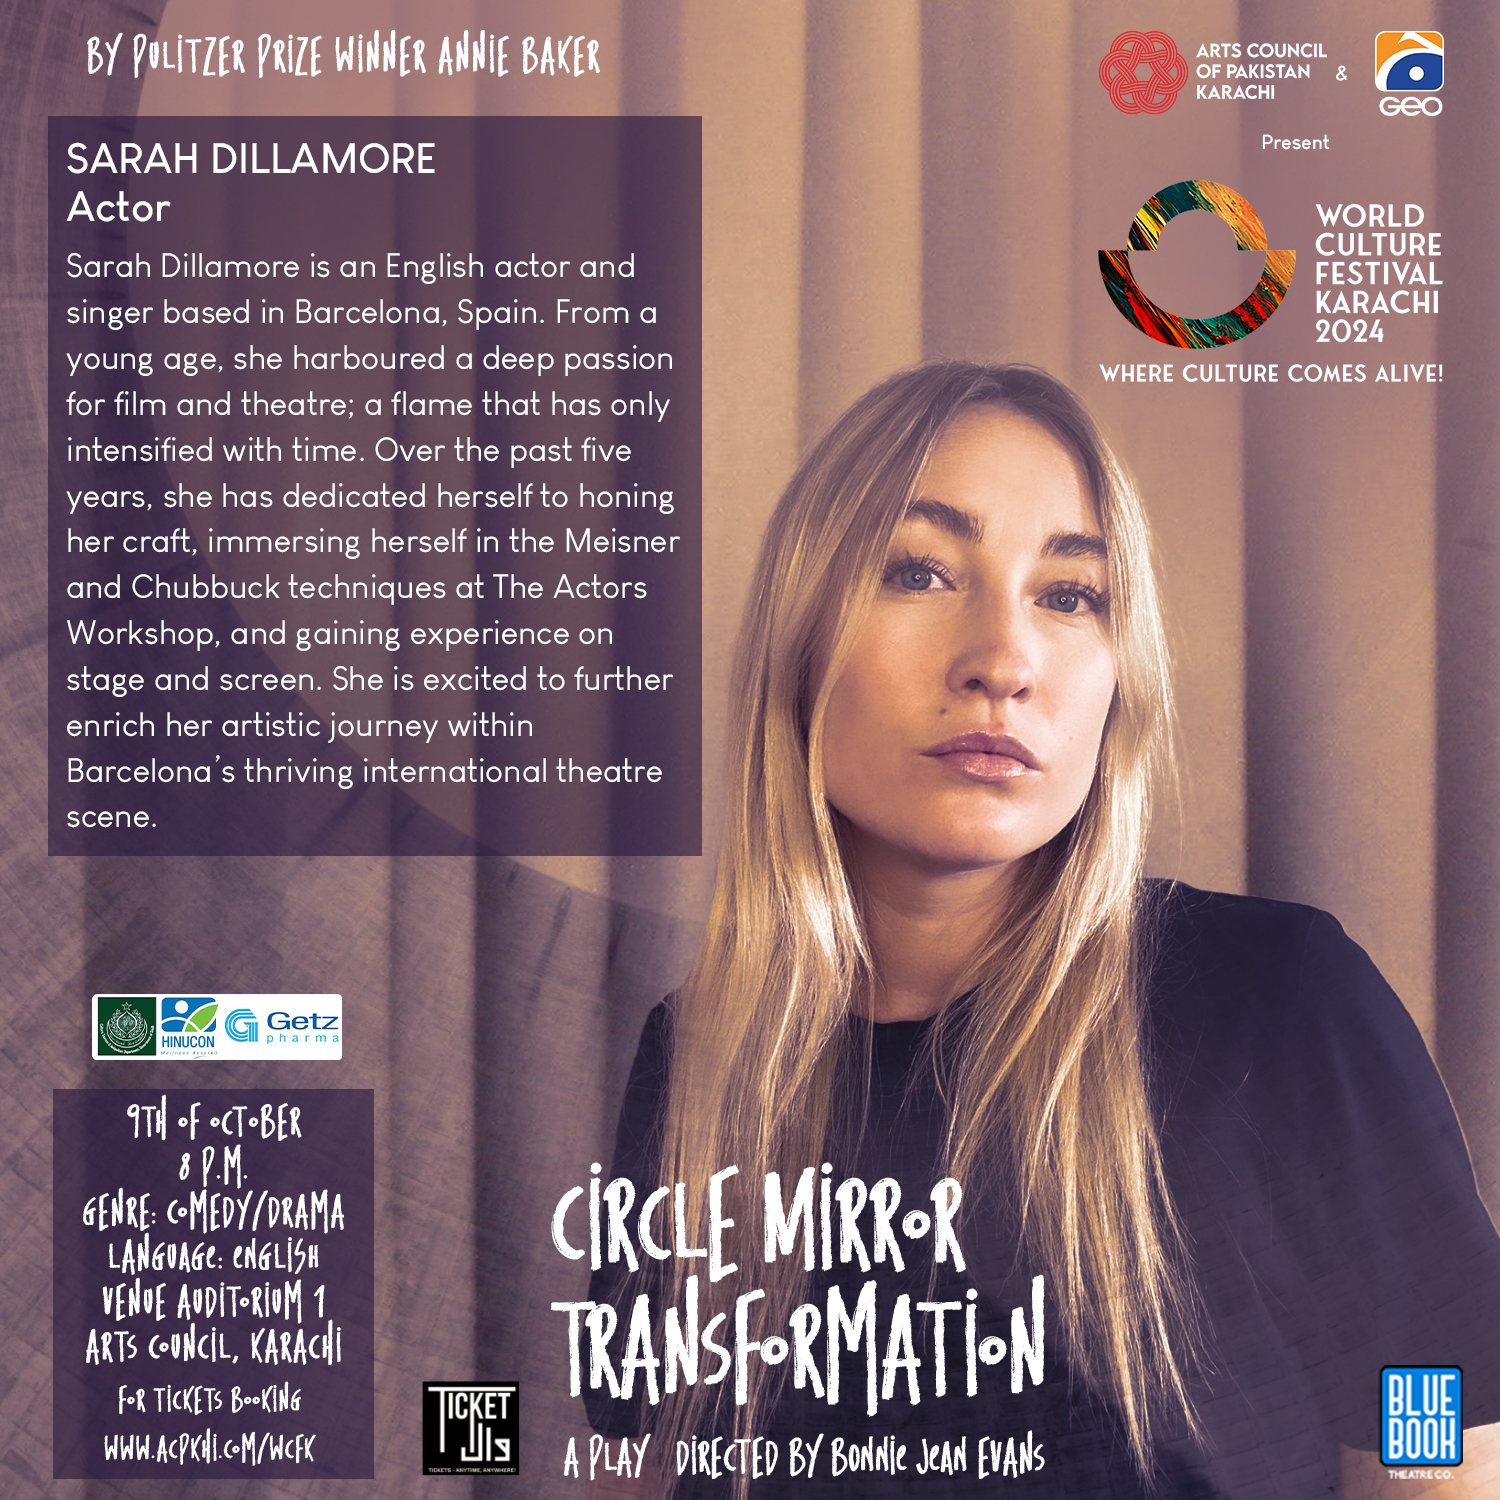 BY PULITZER PRIZE WINNER ANNIE BAKER
ARTS COUNCIL
OF PAKISTAN
KARACHI
&
GEO
Present
WORLD
CULTURE
FESTIVAL
KARACHI
2024
WHERE CULTURE COMES ALIVE!
SARAH DILLAMORE
Actor
Sarah Dillamore is an English actor and
singer based in Barcelona, Spain. From a
young age, she harboured a deep passion
for film and theatre; a flame that has only
intensified with time. Over the past five
years, she has dedicated herself to honing
her craft, immersing herself in the Meisner
and Chubbuck techniques at The Actors
Workshop, and gaining experience on
stage and screen. She is excited to further
enrich her artistic journey within
Barcelona's thriving international theatre
scene.
HINUCON
Wellness Assured
Getz
pharma
9TH OF OCTOBER
8 P.M.
GENRE: COMEDY/DRAMA
LANGUAGE: ENGLISH
VENUE AUDITORIUM 1
ARTS COUNCIL, KARACHI
FOR TICKETS BOOKING
WWW.ACPKHI.COM/WCFK
TICKET
والا
TICKETS - ANYTIME, ANYWHERE!
CIRCLE MIRROR
TRANSFORMATION
A PLAY DIRECTED BY BONNIE JEAN EVANS
BLUE
BOOK
THEATRE CO.